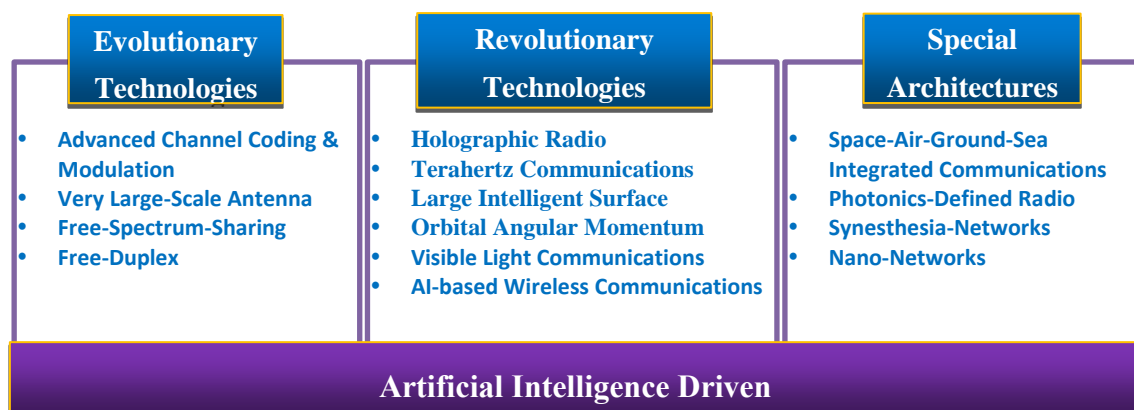 Evolutionary
Technologies
• Advanced Channel Coding &
Modulation
• Very Large-Scale Antenna
• Free-Spectrum-Sharing
• Free-Duplex
Revolutionary
Technologies
• Holographic Radio
• Terahertz Communications
• Large Intelligent Surface
• Orbital Angular Momentum
• Visible Light Communications
• AI-based Wireless Communications
Special
Architectures
• Space-Air-Ground-Sea
Integrated Communications
• Photonics-Defined Radio
• Synesthesia-Networks
• Nano-Networks
Artificial Intelligence Driven